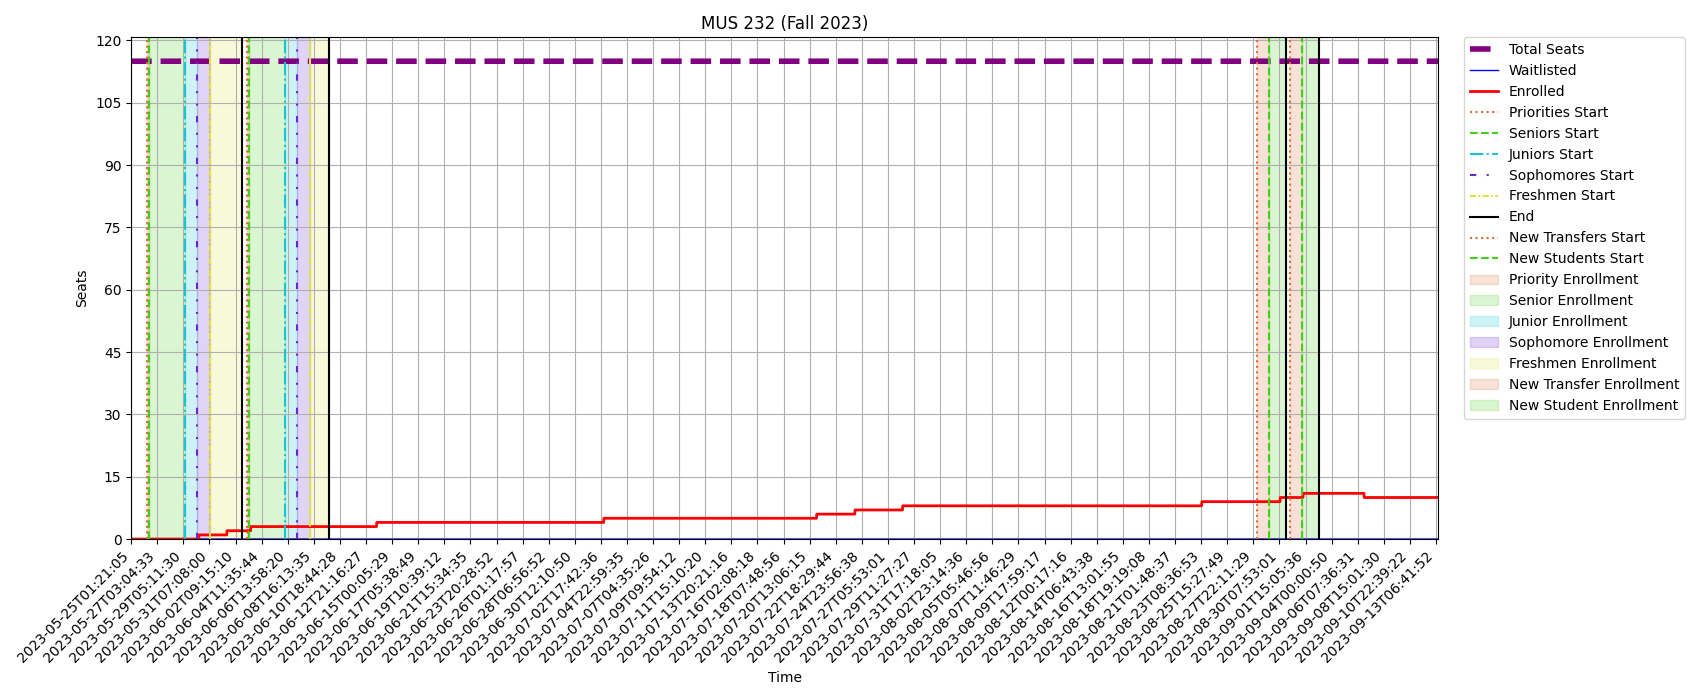 MUS 232 (Fall 2023)
Seats
120
105
90
75
60
45
30
15
0
2023-05-25T01:21:05
2023-05-27T03:04:33
2023-05-29T05:11:30
2023-05-31T07:08:00
2023-06-02T09:15:10
2023-06-04T11:35:44
2023-06-06T13:58:20
2023-06-08T16:13:35
2023-06-10T18:44:28
2023-06-12T21:16:27
2023-06-15T00:05:29
2023-06-17T05:38:49
2023-06-19T10:39:12
2023-06-21T15:34:35
2023-06-23T20:28:52
2023-06-26T01:17:57
2023-06-28T06:56:52
2023-06-30T12:10:50
2023-07-02T17:42:36
2023-07-04T22:59:35
2023-07-07T04:35:26
2023-07-09T09:54:12
2023-07-11T15:10:20
2023-07-13T20:21:16
2023-07-16T02:08:18
2023-07-18T07:48:56
2023-07-20T13:06:15
2023-07-22T18:29:44
2023-07-24T23:56:38
2023-07-27T05:53:01
2023-07-29T11:27:27
2023-07-31T17:18:05
2023-08-02T23:14:36
2023-08-05T05:46:56
2023-08-07T11:46:29
2023-08-09T17:59:17
2023-08-12T00:17:16
2023-08-14T06:43:38
2023-08-16T13:01:55
2023-08-18T19:19:08
2023-08-21T01:48:37
2023-08-23T08:36:53
2023-08-25T15:27:49
2023-08-27T22:11:29
2023-08-30T07:53:01
2023-09-01T15:05:36
2023-09-04T00:00:50
2023-09-06T07:36:31
2023-09-08T15:01:30
2023-09-10T22:39:22
2023-09-13T06:41:52
Time
Total Seats
Waitlisted
Enrolled
Priorities Start
Seniors Start
Juniors Start
Sophomores Start
Freshmen Start
End
New Transfers Start
New Students Start
Priority Enrollment
Senior Enrollment
Junior Enrollment
Sophomore Enrollment
Freshmen Enrollment
New Transfer Enrollment
New Student Enrollment